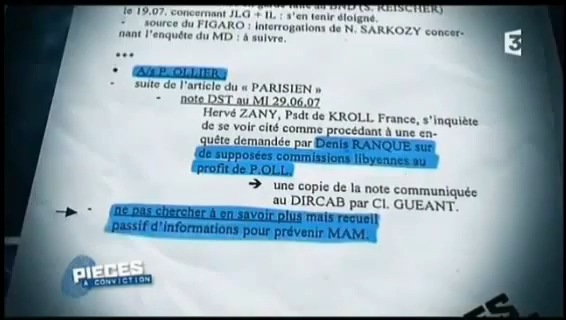 le 19.07. concernant JLG + IL : s'en tenir éloigné.
- source du FIGARO : interrogations de N. SARKOZY concer-
nant l'enquête du MD : à suivre.
3
***
• A/s P. OLLIER.
- suite de l'article du « PARISIEN »
- note DST au MI 29.06.07
Hervé ZANY, Psdt de KROLL France, s'inquiète
de se voir cité comme procédant à une en-
quête demandée par Denis RANQUE sur
de supposées commissions libyennes au
profit de P.OLL.
➔ une copie de la note communiquée
au DIRCAB par Cl. GUEANT.
→ - ne pas chercher à en savoir plus mais recueil
passif d'informations pour prévenir MAM.
PIECES
A CONVICTION